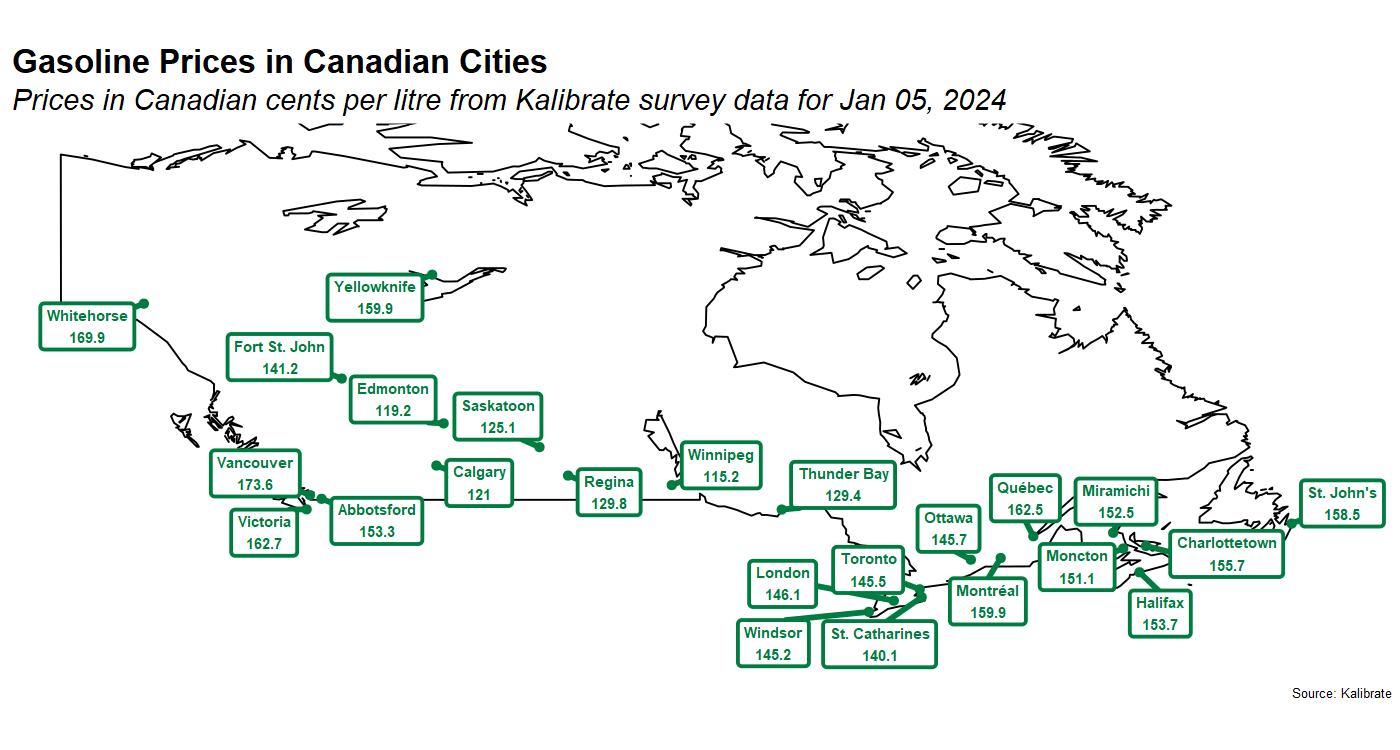 Gasoline Prices in Canadian Cities
Prices in Canadian cents per litre from Kalibrate survey data for Jan 05, 2024
Yellowknife
159.9
Whitehorse
169.9
Fort St. John
141.2
Edmonton
119.2
Saskatoon
125.1
Vancouver
173.6
Calgary
121
Regina
129.8
Winnipeg
115.2
Thunder Bay
129.4
Abbotsford
153.3
Victoria
162.7
Québec
162.5
Miramichi
152.5
St. John's
158.5
Ottawa
145.7
Toronto
145.5
London
146.1
Moncton
151.1
Charlottetown
155.7
Montréal
159.9
Halifax
153.7
Windsor
145.2
St. Catharines
140.1
Source: Kalibrate